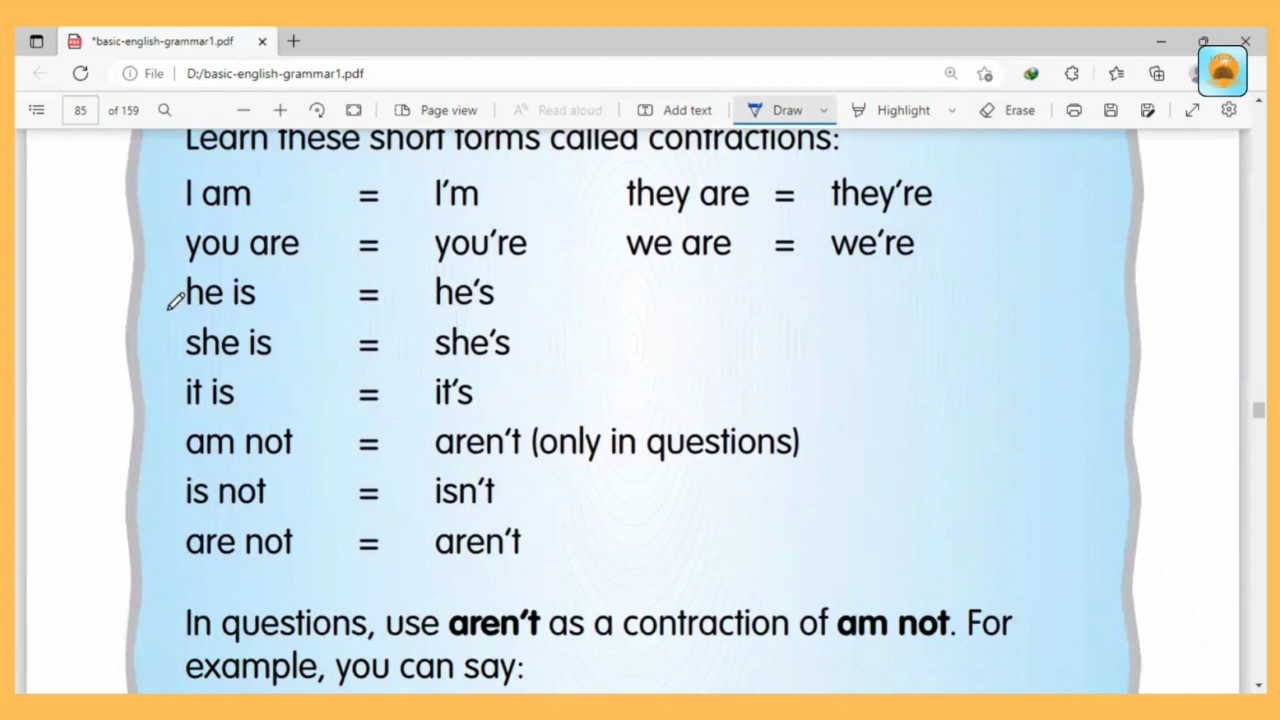 *basic-english-grammar1.pdf
File D:/basic-english-grammar1.pdf
85 of 159 Page view Read aloud Add text Draw Highlight Erase
Learn these short forms called contractions:
I am = I'm they are = they're
you are = you're we are = we're
he is = he's
she is = she's
it is = it's
am not = aren't (only in questions)
is not = isn't
are not = aren't
In questions, use aren't as a contraction of am not. For
example, you can say: